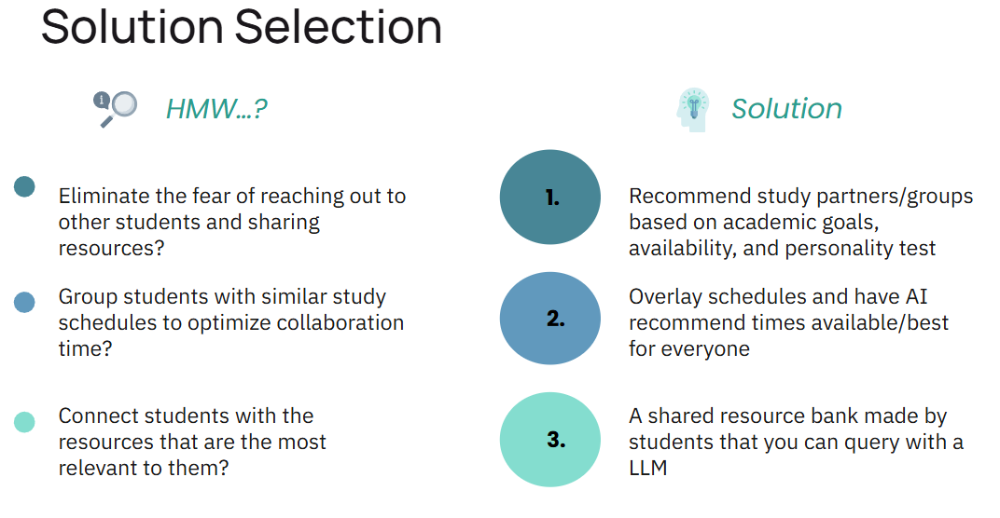 Solution Selection
i
HMW...?
Solution
Eliminate the fear of reaching out to
other students and sharing
resources?
1.
Recommend study partners/groups
based on academic goals,
availability, and personality test
Group students with similar study
schedules to optimize collaboration
time?
2.
Overlay schedules and have AI
recommend times available/best
for everyone
Connect students with the
resources that are the most
relevant to them?
3.
A shared resource bank made by
students that you can query with a
LLM